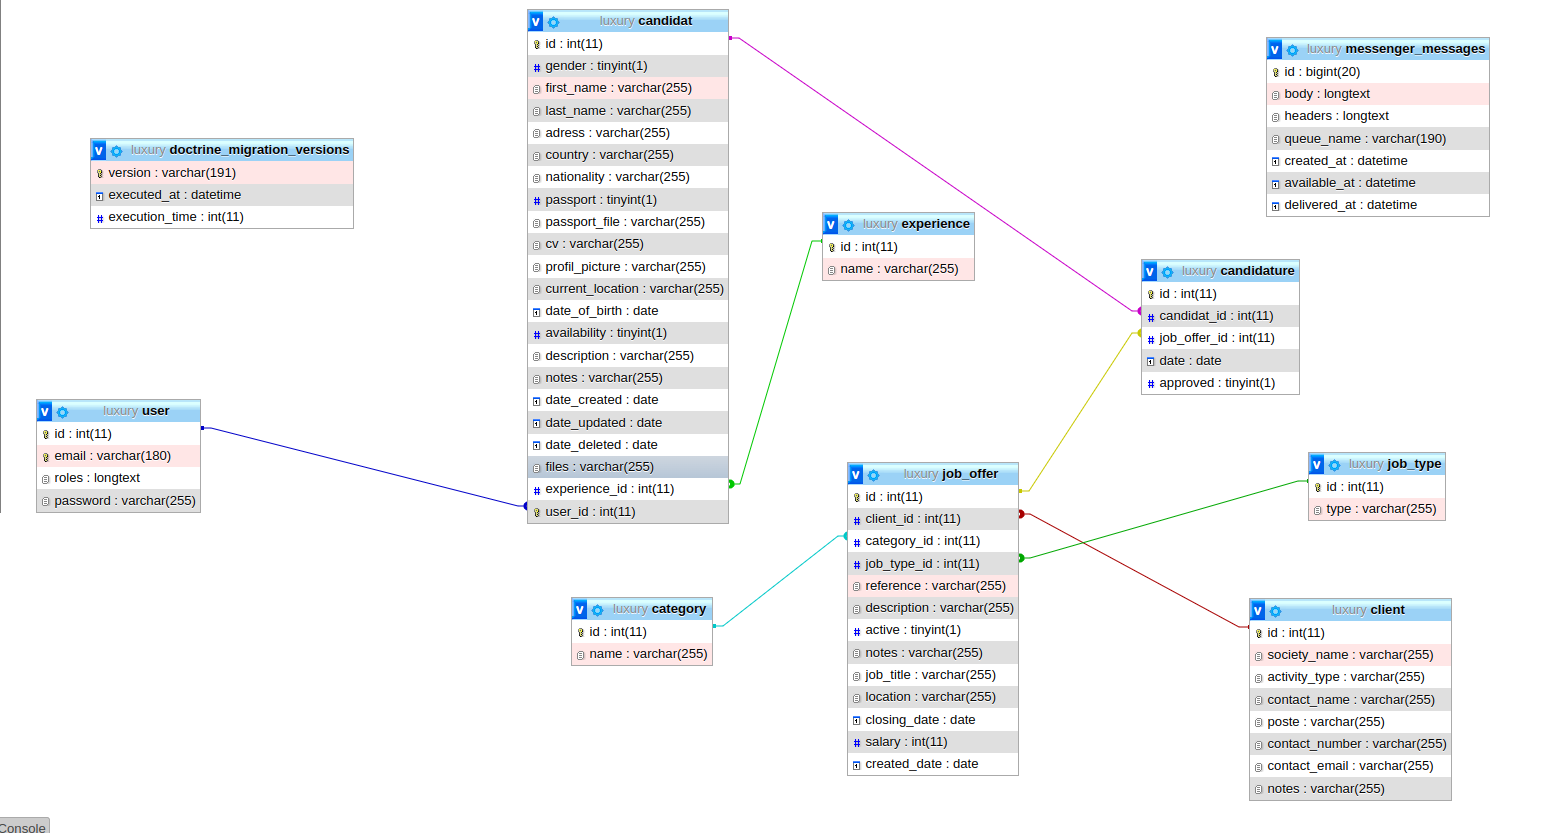 v luxury candidat
id : int(11)
gender : tinyint(1)
first_name : varchar(255)
last_name : varchar(255)
adress : varchar(255)
country : varchar(255)
nationality : varchar(255)
passport : tinyint(1)
passport_file : varchar(255)
cv : varchar(255)
profil_picture : varchar(255)
current_location : varchar(255)
date_of_birth : date
availability : tinyint(1)
description : varchar(255)
notes : varchar(255)
date_created : date
date_updated : date
date_deleted : date
files : varchar(255)
experience_id : int(11)
user_id : int(11)
v luxury messenger_messages
id : bigint(20)
body : longtext
headers : longtext
queue_name : varchar(190)
created_at : datetime
available_at : datetime
delivered_at : datetime
v luxury doctrine_migration_versions
version : varchar(191)
executed_at : datetime
execution_time : int(11)
v luxury experience
id : int(11)
name : varchar(255)
v luxury candidature
id : int(11)
candidat_id : int(11)
job_offer_id : int(11)
date : date
approved : tinyint(1)
v luxury user
id : int(11)
email : varchar(180)
roles : longtext
password : varchar(255)
v luxury job_offer
id : int(11)
client_id : int(11)
category_id : int(11)
job_type_id : int(11)
reference : varchar(255)
description : varchar(255)
active : tinyint(1)
notes : varchar(255)
job_title : varchar(255)
location : varchar(255)
closing_date : date
salary : int(11)
created_date : date
v luxury job_type
id : int(11)
type : varchar(255)
v luxury category
id : int(11)
name : varchar(255)
v luxury client
id : int(11)
society_name : varchar(255)
activity_type : varchar(255)
contact_name : varchar(255)
poste : varchar(255)
contact_number : varchar(255)
contact_email : varchar(255)
notes : varchar(255)
Console